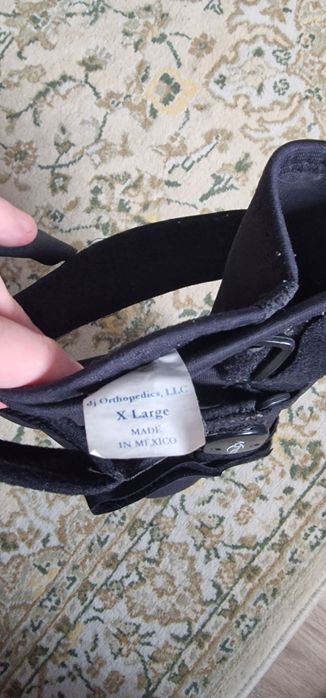 dj Orthopedics, LLC
X Large
MADE
IN MEXICO